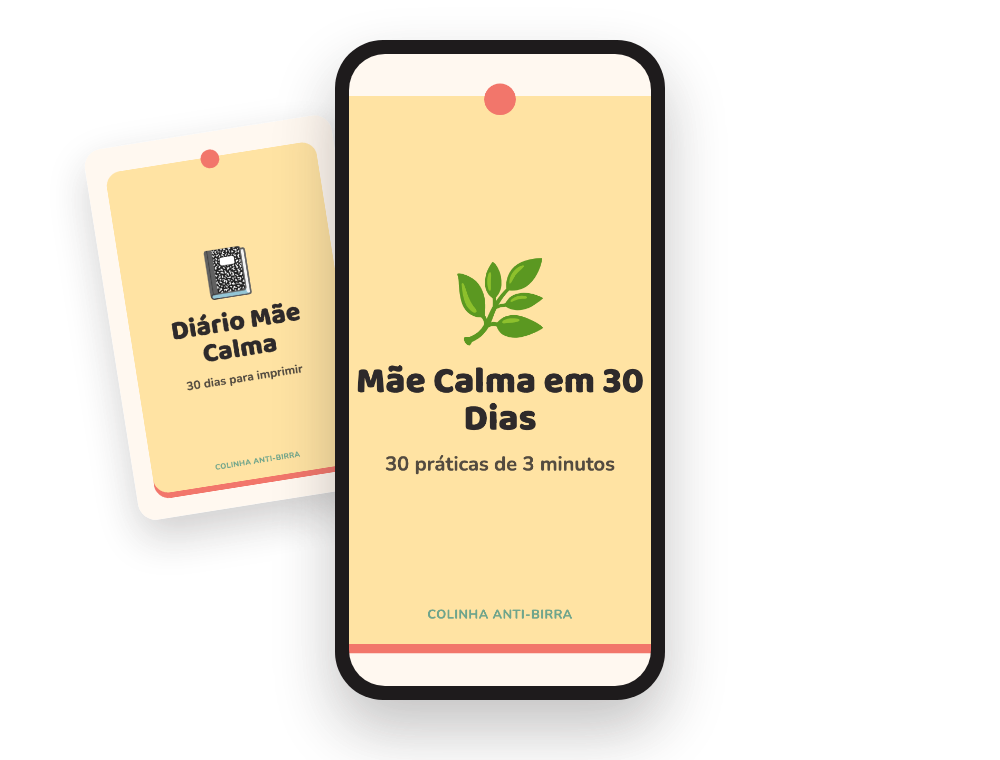 Diário Mãe
Calma
30 dias para imprimir
COLINHA ANTI-BIRRA
Mãe Calma em 30
Dias
30 práticas de 3 minutos
COLINHA ANTI-BIRRA